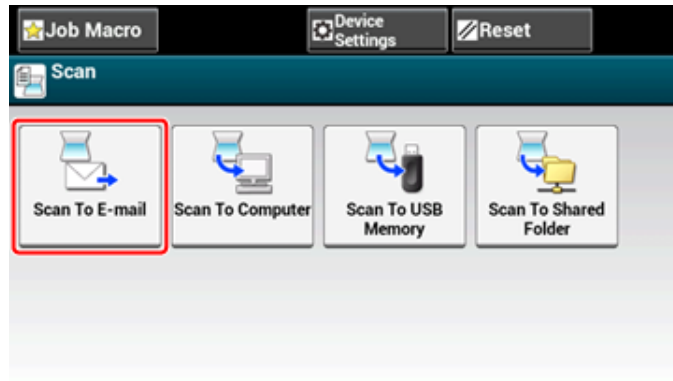 Job Macro
Device
Settings
Reset
Scan
Scan To E-mail
Scan To Computer
Scan To USB
Memory
Scan To Shared
Folder